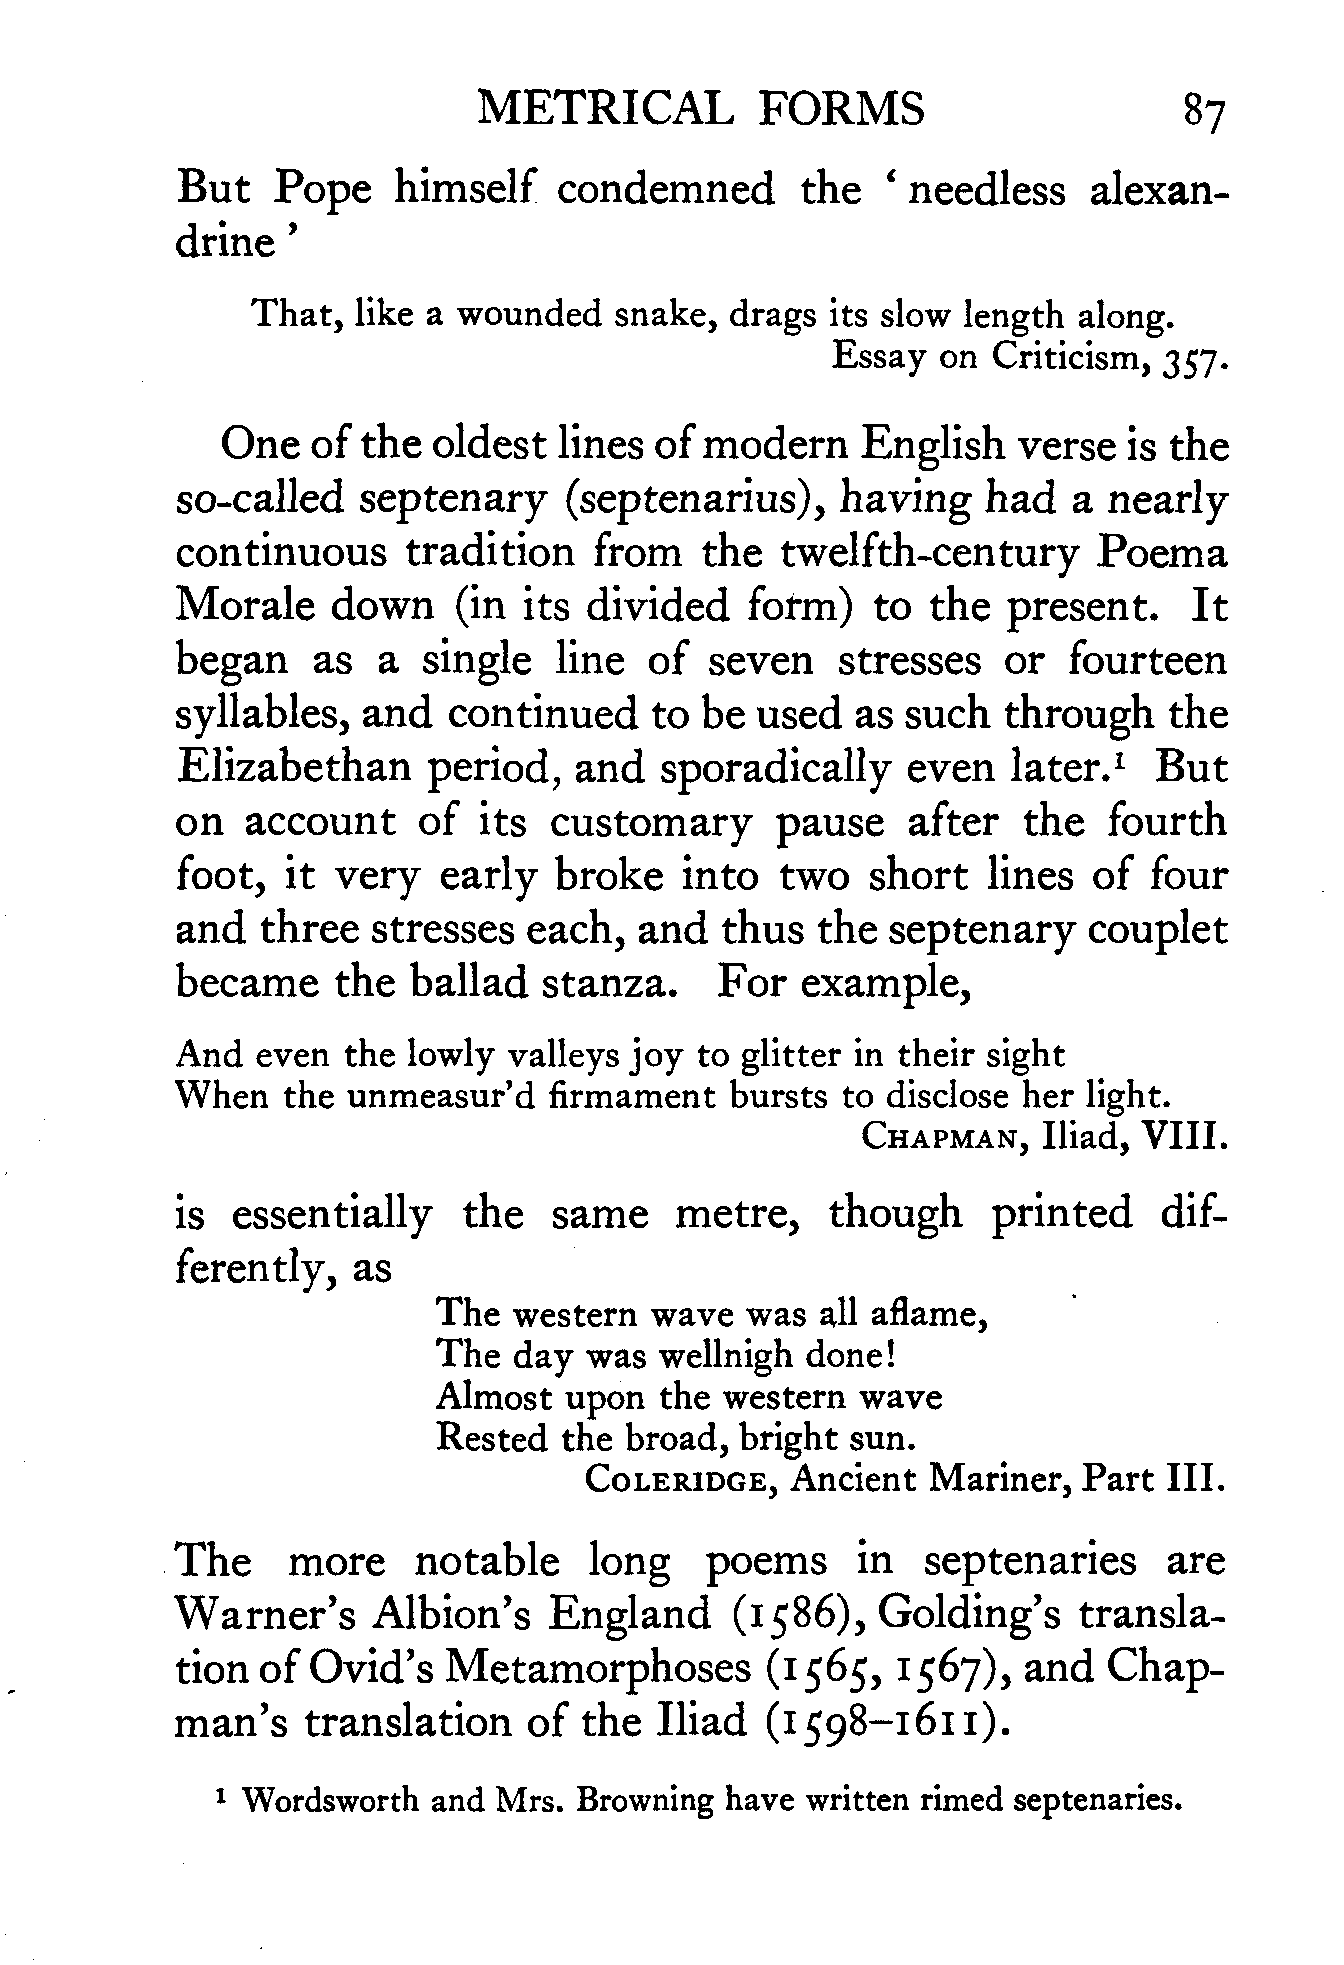 METRICAL FORMS 87
But Pope himself condemned the ‘ needless alexan-
drine ’
That, like a wounded snake, drags its slow length along.
Essay on Criticism, 357.
One of the oldest lines of modern English verse is the
so-called septenary (septenarius), having had a nearly
continuous tradition from the twelfth-century Poema
Morale down (in its divided form) to the present. It
began as a single line of seven stresses or fourteen
syllables, and continued to be used as such through the
Elizabethan period, and sporadically even later.¹ But
on account of its customary pause after the fourth
foot, it very early broke into two short lines of four
and three stresses each, and thus the septenary couplet
became the ballad stanza. For example,
And even the lowly valleys joy to glitter in their sight
When the unmeasur’d firmament bursts to disclose her light.
CHAPMAN, Iliad, VIII.
is essentially the same metre, though printed dif-
ferently, as
The western wave was all aflame,
The day was wellnigh done!
Almost upon the western wave
Rested the broad, bright sun.
COLERIDGE, Ancient Mariner, Part III.
The more notable long poems in septenaries are
Warner’s Albion’s England (1586), Golding’s transla-
tion of Ovid’s Metamorphoses (1565, 1567), and Chap-
man’s translation of the Iliad (1598–1611).
¹ Wordsworth and Mrs. Browning have written rimed septenaries.